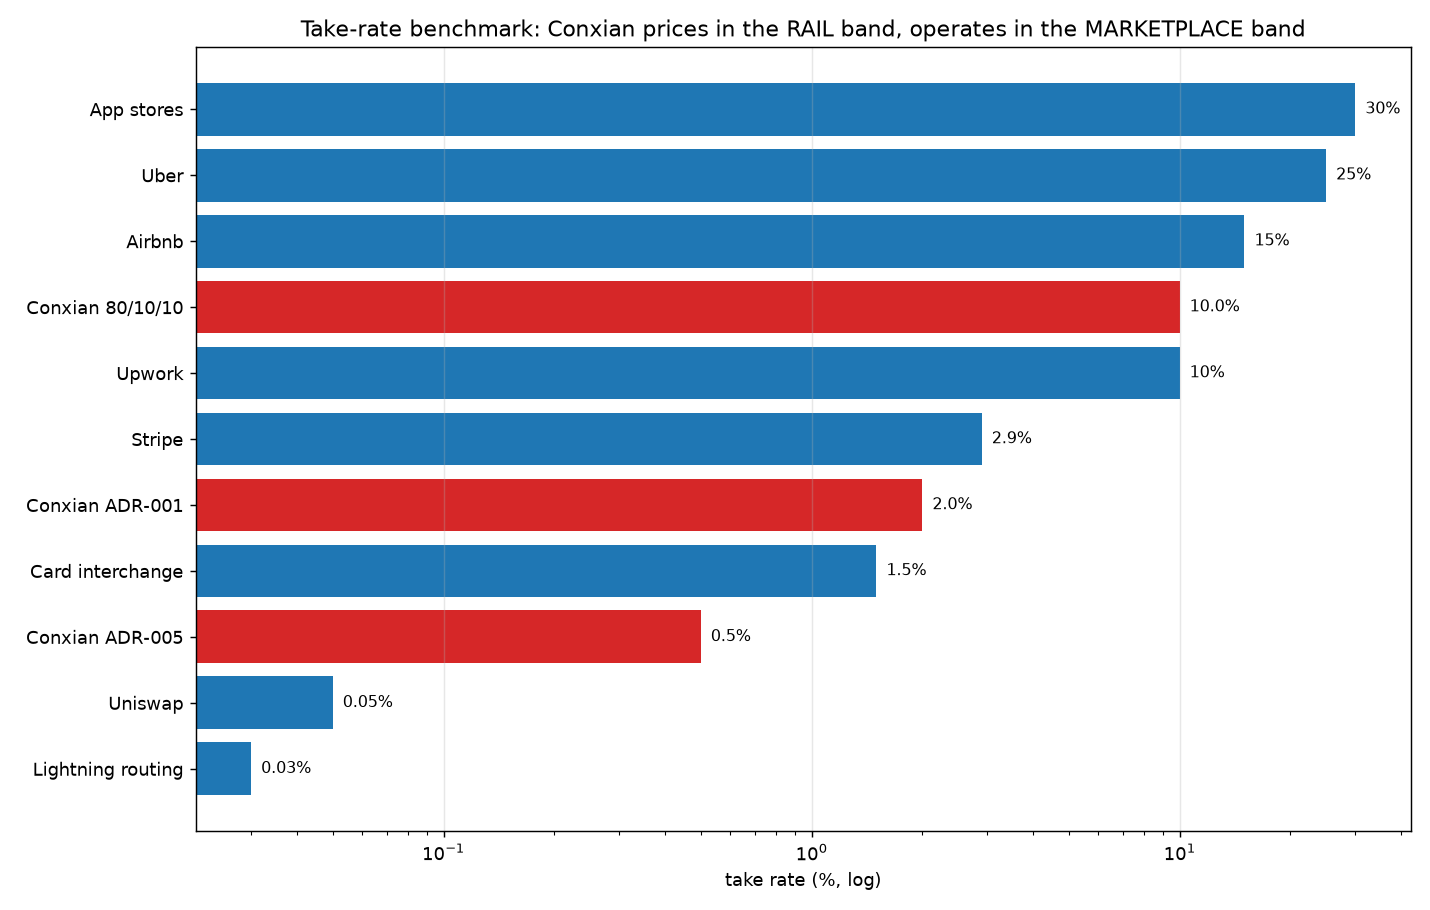 Take-rate benchmark: Conxian prices in the RAIL band, operates in the MARKETPLACE band
App stores 30%
Uber 25%
Airbnb 15%
Conxian 80/10/10 10.0%
Upwork 10%
Stripe 2.9%
Conxian ADR-001 2.0%
Card interchange 1.5%
Conxian ADR-005 0.5%
Uniswap 0.05%
Lightning routing 0.03%
10⁻¹ 10⁰ 10¹
take rate (%, log)